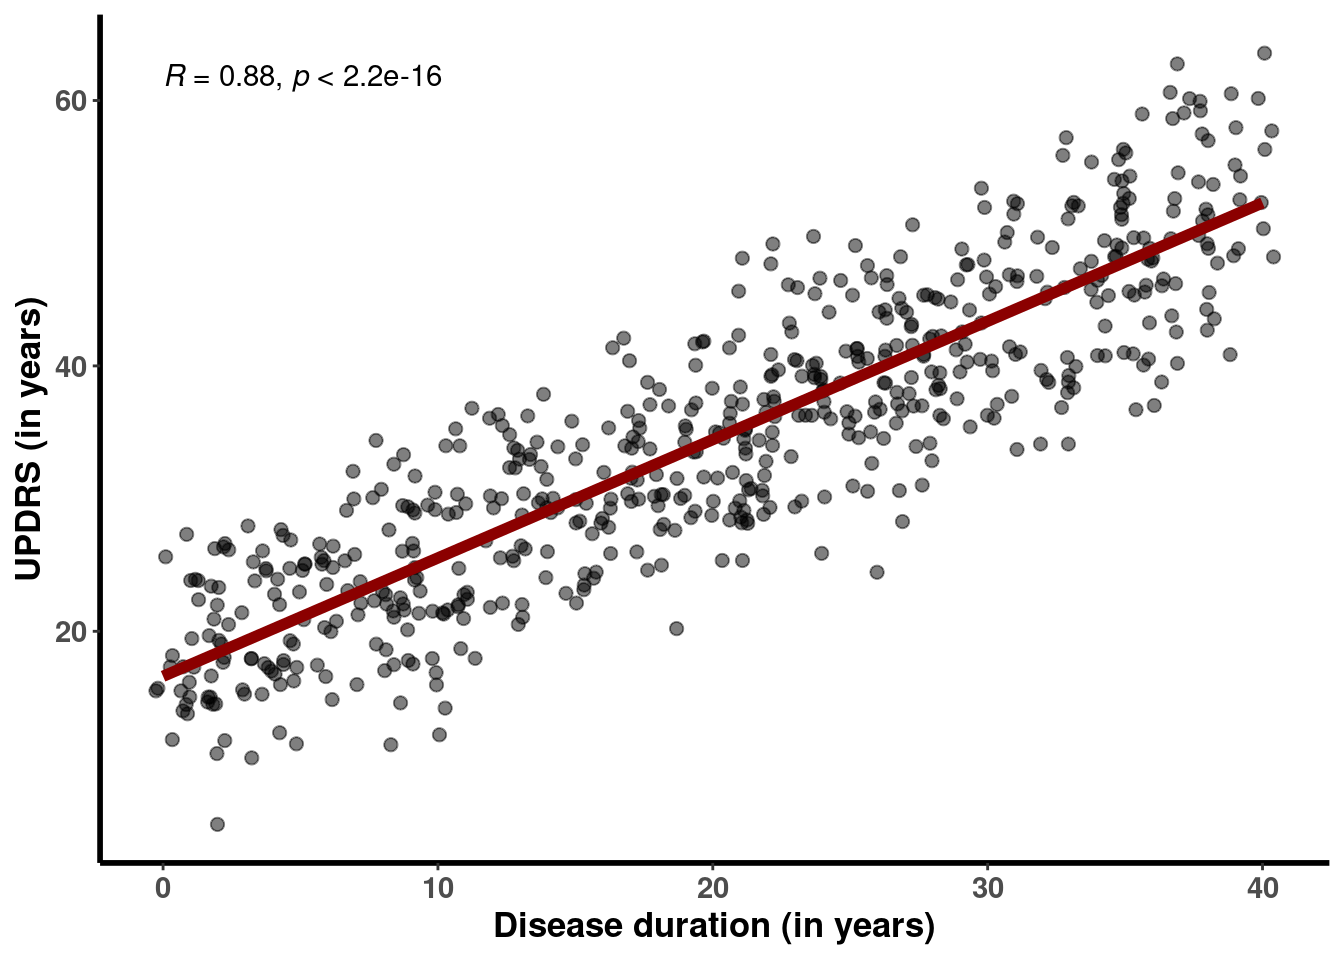 R = 0.88, p < 2.2e-16
60
40
20
UPDRS (in years)
0 10 20 30 40
Disease duration (in years)